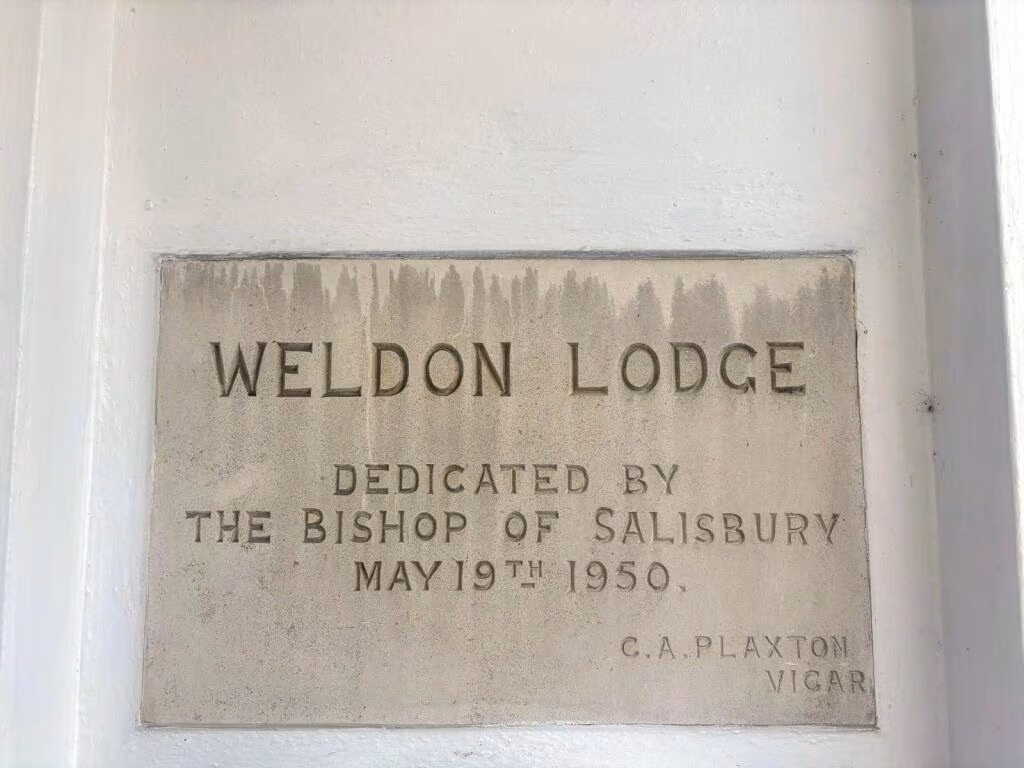 WELDON LODGE
DEDICATED BY
THE BISHOP OF SALISBURY
MAY 19TH 1950.
C. A. PLAXTON
VICAR